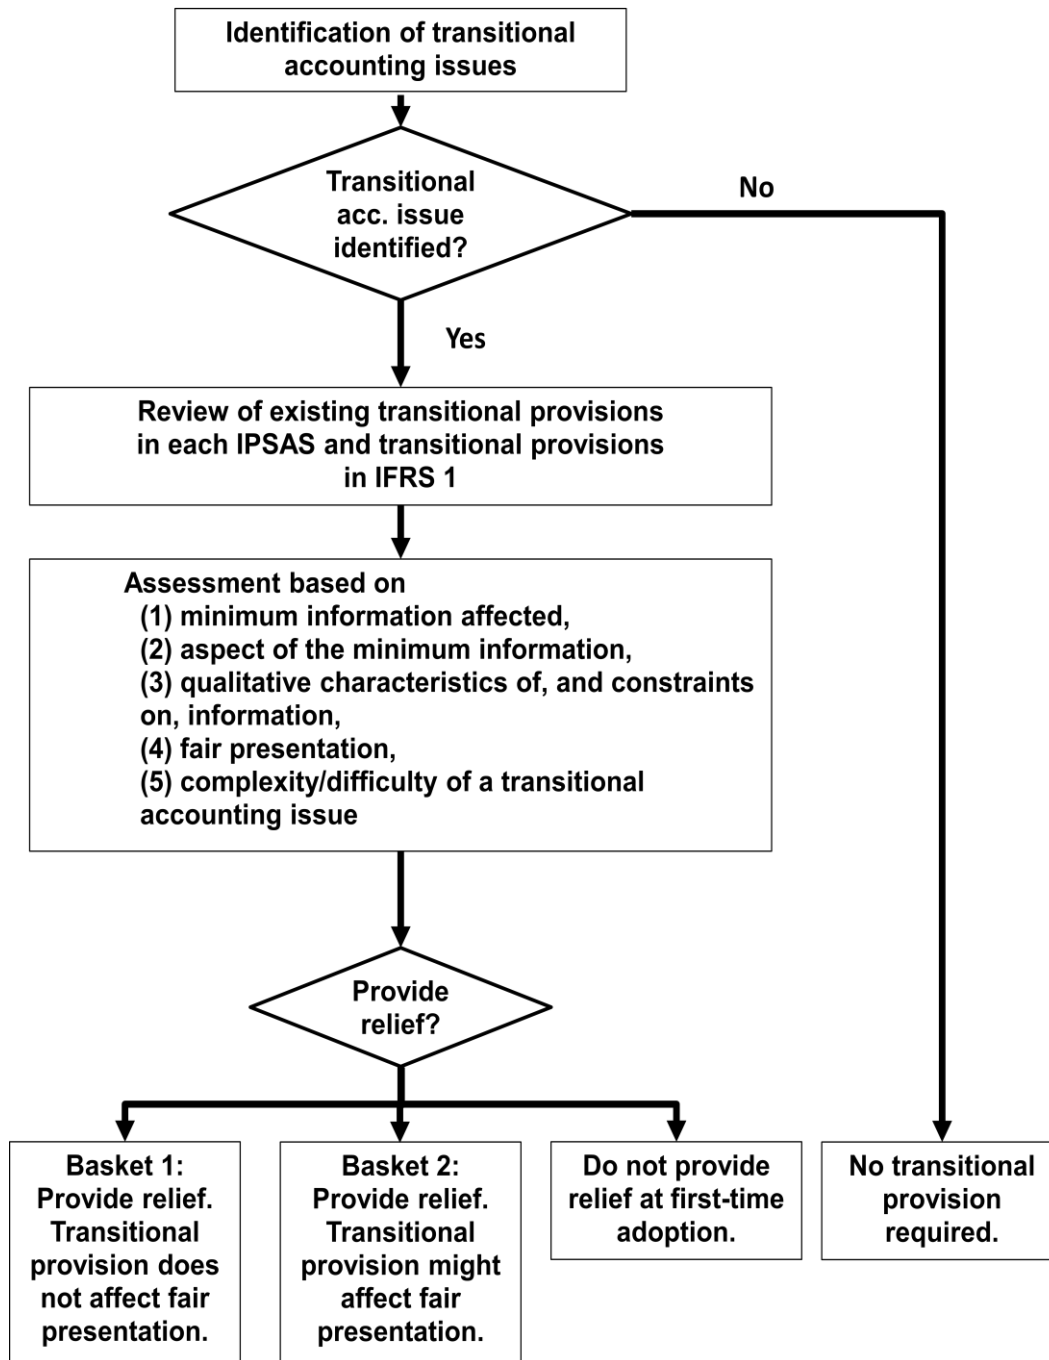 Identification of transitional
accounting issues
Transitional
acc. issue
identified?
No
Yes
Review of existing transitional provisions
in each IPSAS and transitional provisions
in IFRS 1
Assessment based on
(1) minimum information affected,
(2) aspect of the minimum information,
(3) qualitative characteristics of, and constraints
on, information,
(4) fair presentation,
(5) complexity/difficulty of a transitional
accounting issue
Provide
relief?
Basket 1:
Provide relief.
Transitional
provision does
not affect fair
presentation.
Basket 2:
Provide relief.
Transitional
provision might
affect fair
presentation.
Do not provide
relief at first-time
adoption.
No transitional
provision
required.